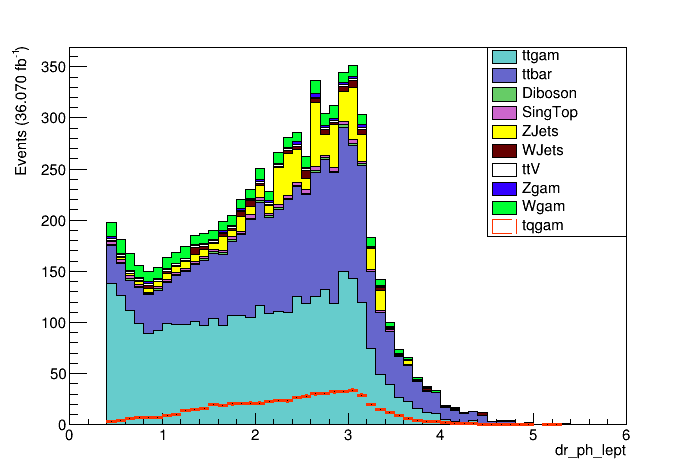 Events (36.070 fb⁻¹)
350
300
250
200
150
100
50
0
0 1 2 3 4 5 6
dr_ph_lept
ttgam
ttbar
Diboson
SingTop
ZJets
WJets
ttV
Zgam
Wgam
tqgam